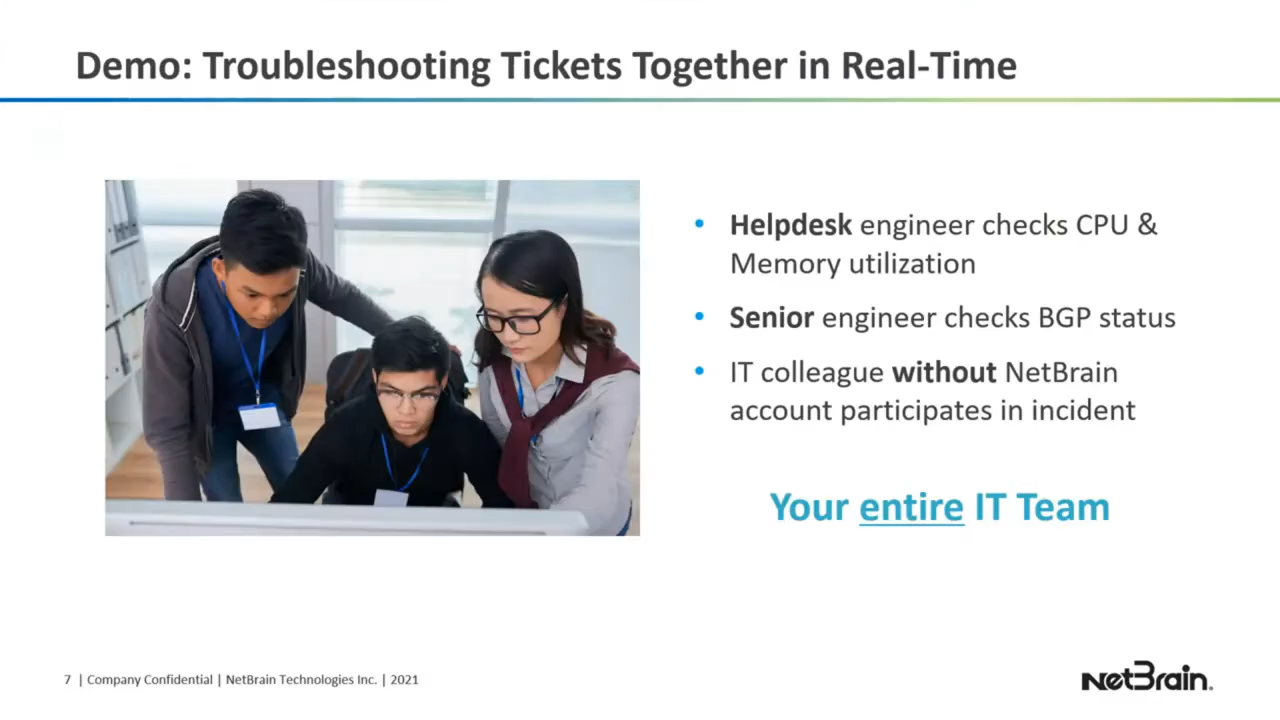 Demo: Troubleshooting Tickets Together in Real-Time
• Helpdesk engineer checks CPU &
Memory utilization
• Senior engineer checks BGP status
• IT colleague without NetBrain
account participates in incident
Your entire IT Team
7 | Company Confidential | NetBrain Technologies Inc. | 2021
NetBrain.